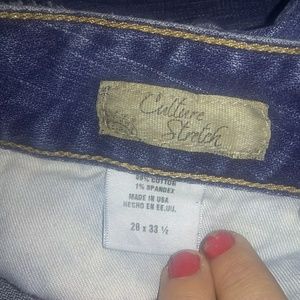 Culture
Stretch
99% COTTON
1% SPANDEX
MADE IN USA
HECHO EN EE.UU.
28 x 33 ½